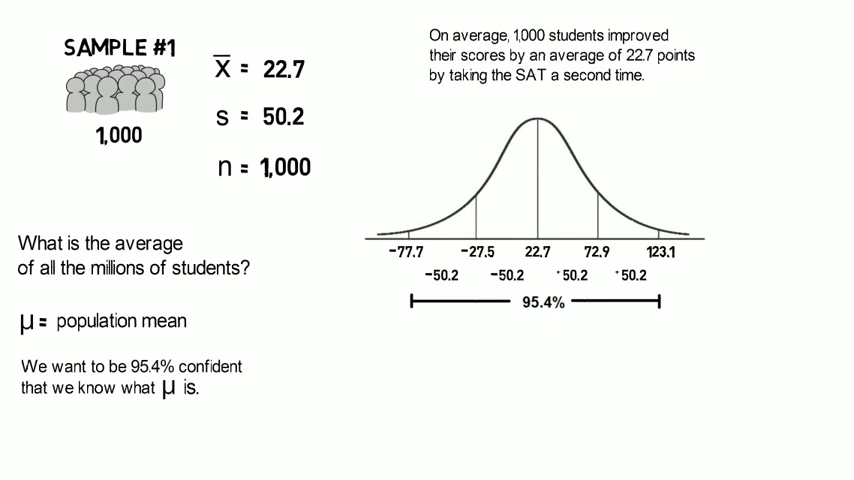 SAMPLE #1
1,000
x̅ = 22.7
s = 50.2
n = 1,000
On average, 1,000 students improved
their scores by an average of 22.7 points
by taking the SAT a second time.
-77.7 -27.5 22.7 72.9 123.1
-50.2 -50.2 +50.2 +50.2
95.4%
What is the average
of all the millions of students?
μ = population mean
We want to be 95.4% confident
that we know what μ is.